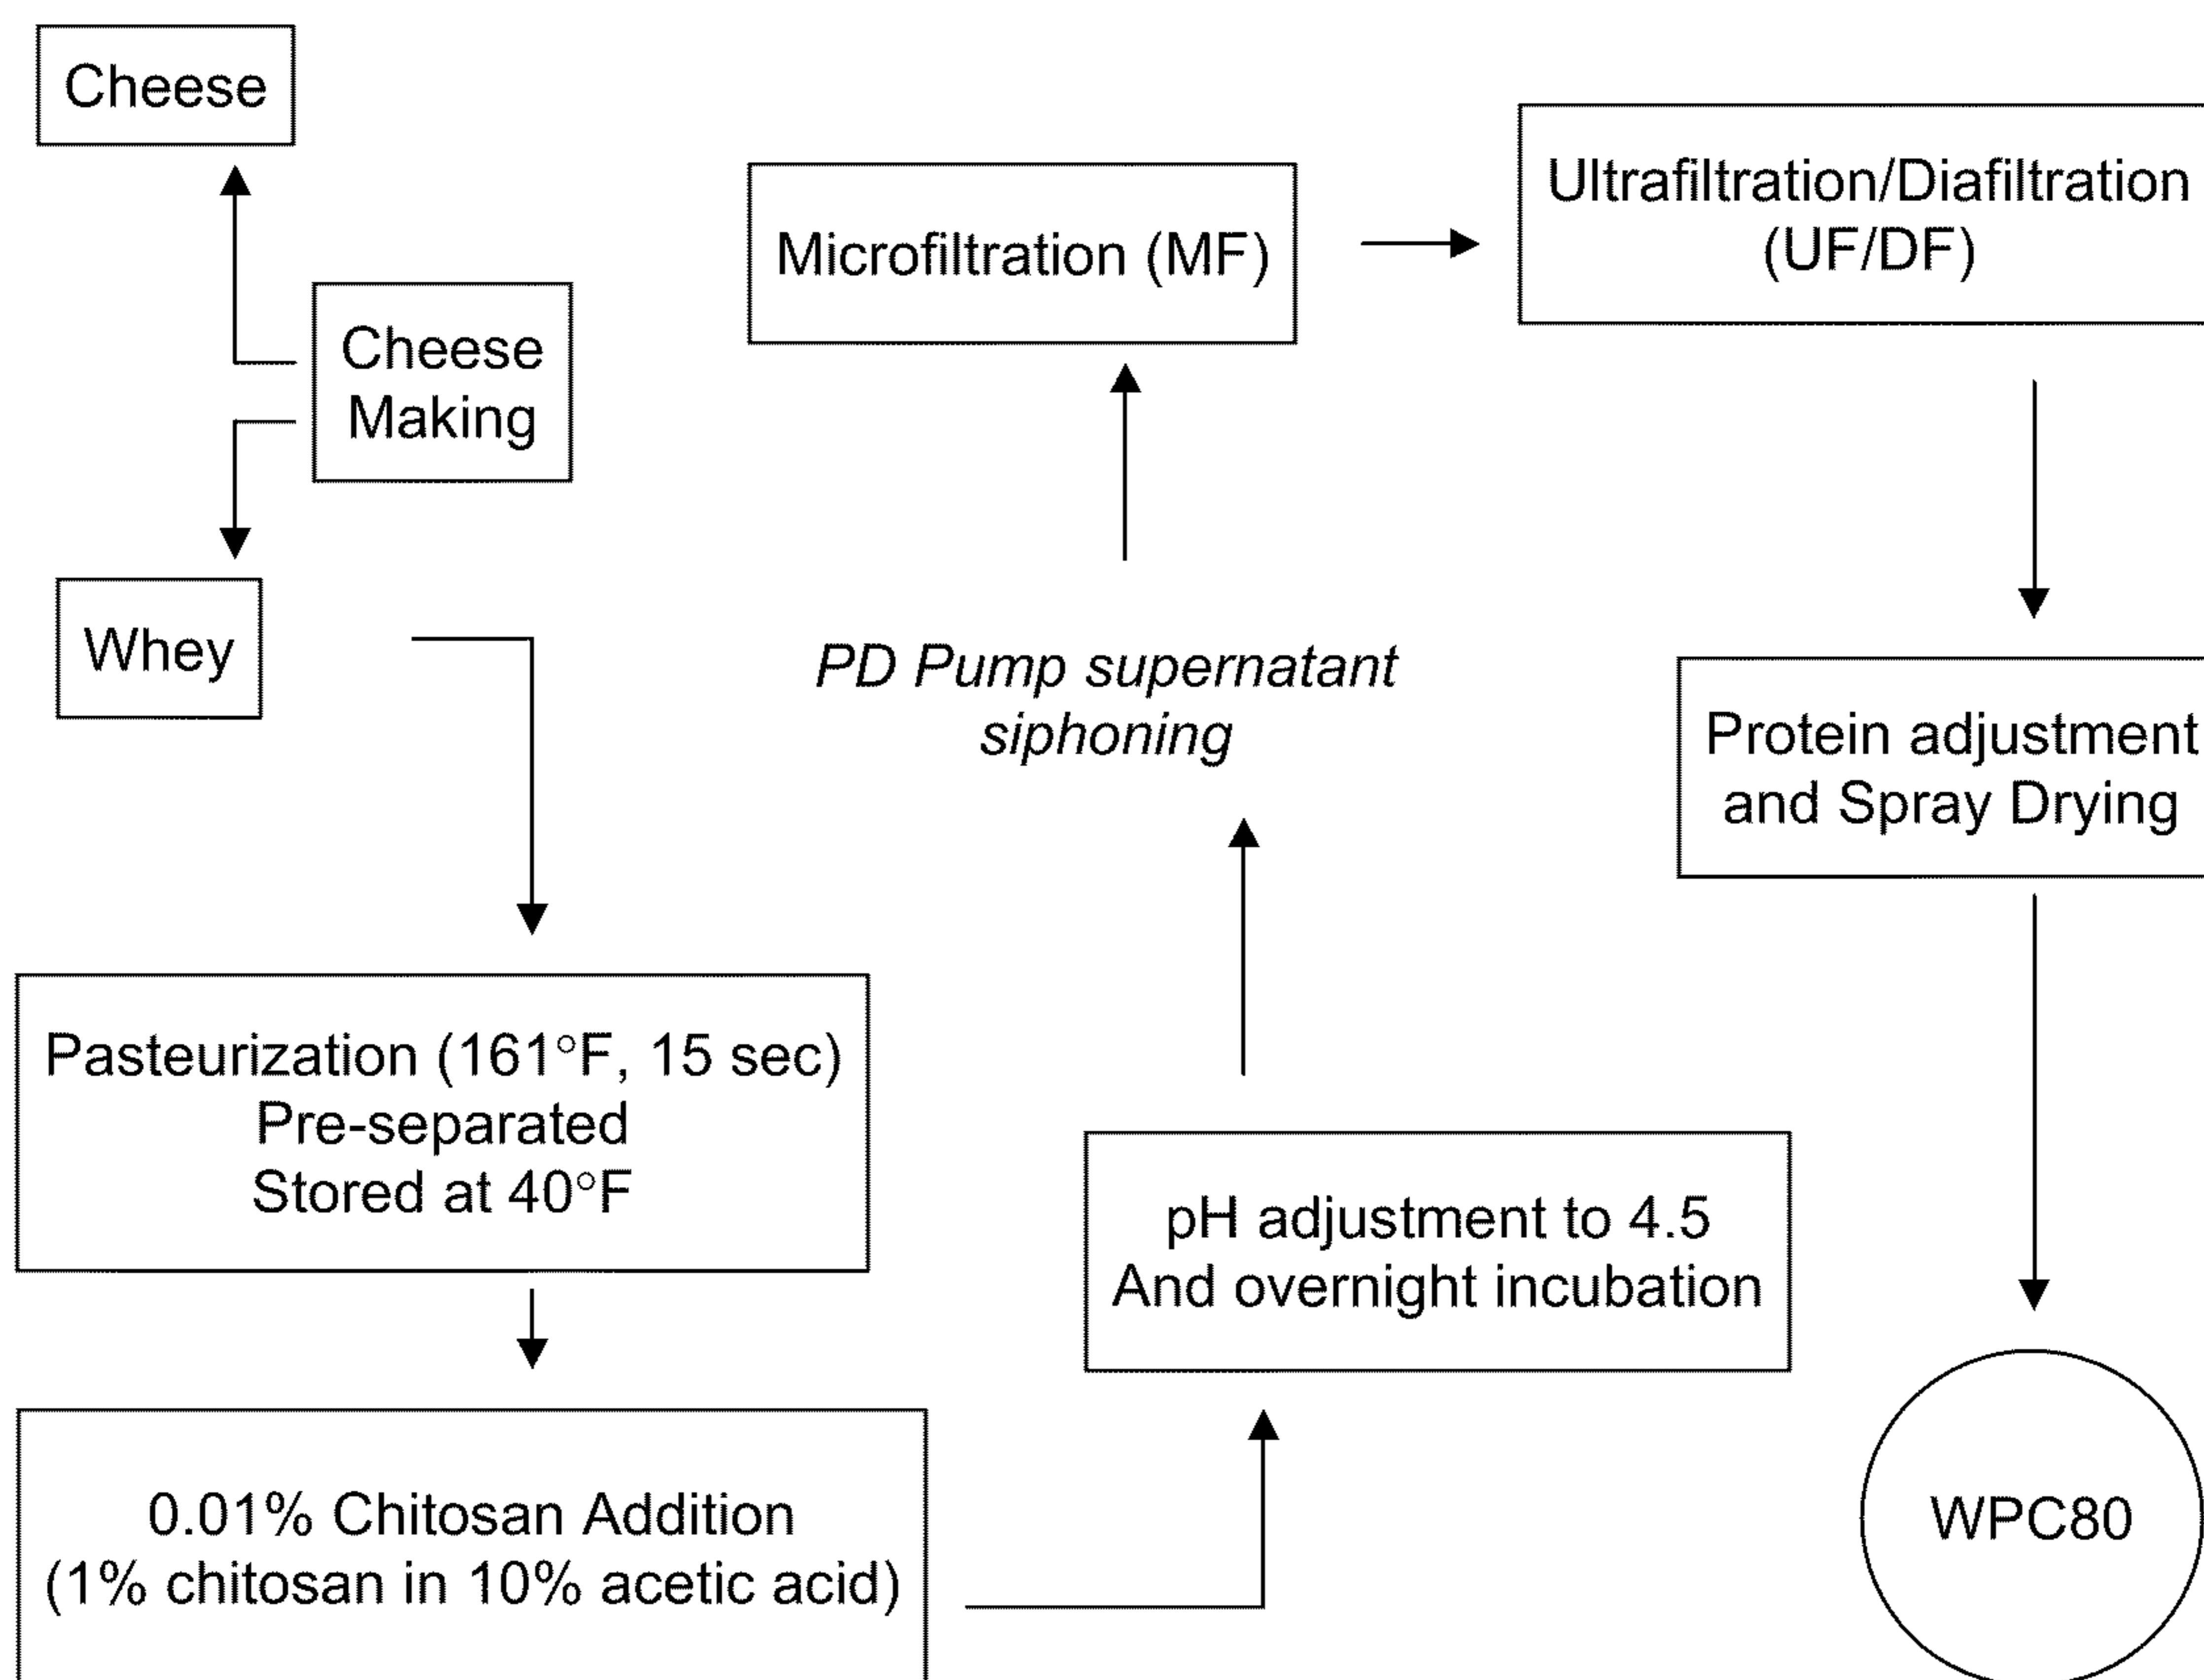 Cheese
Cheese
Making
Whey
Pasteurization (161°F, 15 sec)
Pre-separated
Stored at 40°F
0.01% Chitosan Addition
(1% chitosan in 10% acetic acid)
pH adjustment to 4.5
And overnight incubation
PD Pump supernatant
siphoning
Microfiltration (MF)
Ultrafiltration/Diafiltration
(UF/DF)
Protein adjustment
and Spray Drying
WPC80